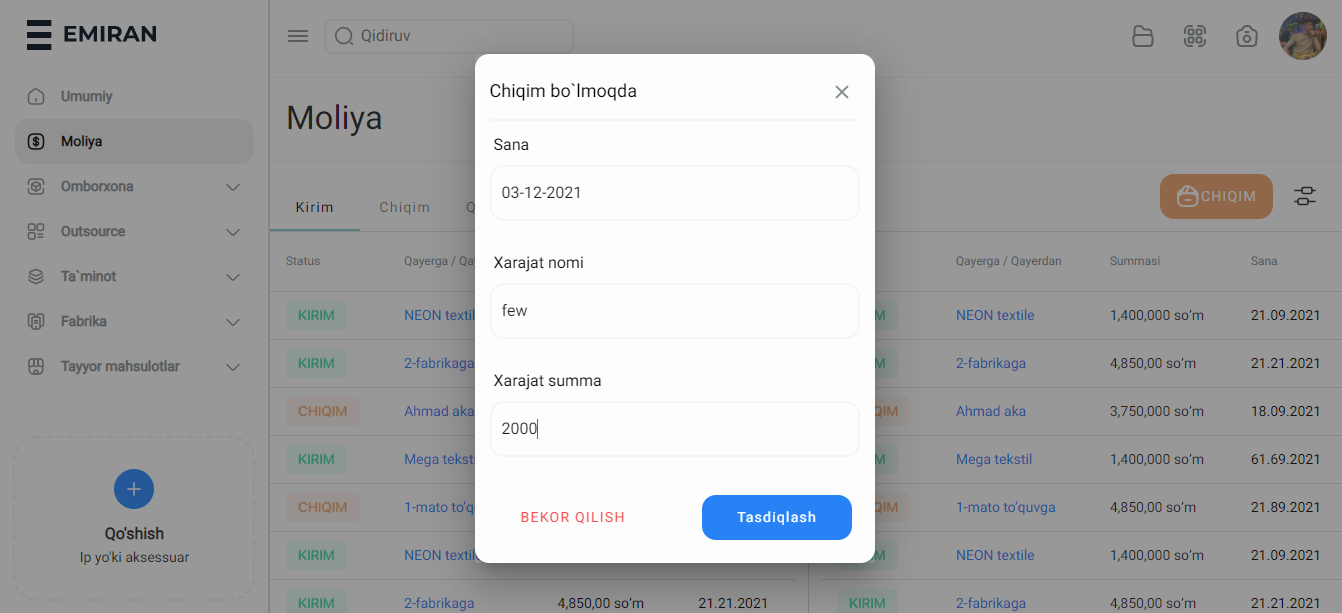 EMIRAN
Qidiruv
Umumiy
Moliya
Omborxona
Outsource
Ta`minot
Fabrika
Tayyor mahsulotlar
Qo'shish
Ip yo'ki aksessuar
Moliya
Kirim
Chiqim
Q
CHIQIM
Chiqim bo`lmoqda
Sana
03-12-2021
Xarajat nomi
few
Xarajat summa
2000
BEKOR QILISH
Tasdiqlash
Status Qayerga / Qa Qayerga / Qayerdan Summasi Sana
KIRIM NEON textil M NEON textile 1,400,000 so‘m 21.09.2021
KIRIM 2-fabrikaga M 2-fabrikaga 4,850,00 so‘m 21.21.2021
CHIQIM Ahmad aka QIM Ahmad aka 3,750,000 so‘m 18.09.2021
KIRIM Mega tekst M Mega tekstil 1,400,000 so‘m 61.69.2021
CHIQIM 1-mato to‘q QIM 1-mato to‘quvga 4,850,00 so‘m 21.89.2021
KIRIM NEON textil M NEON textile 1,400,000 so‘m 21.09.2021
KIRIM 2-fabrikaga 4,850,00 so‘m 21.21.2021 KIRIM 2-fabrikaga 4,850,00 so‘m 21.21.2021